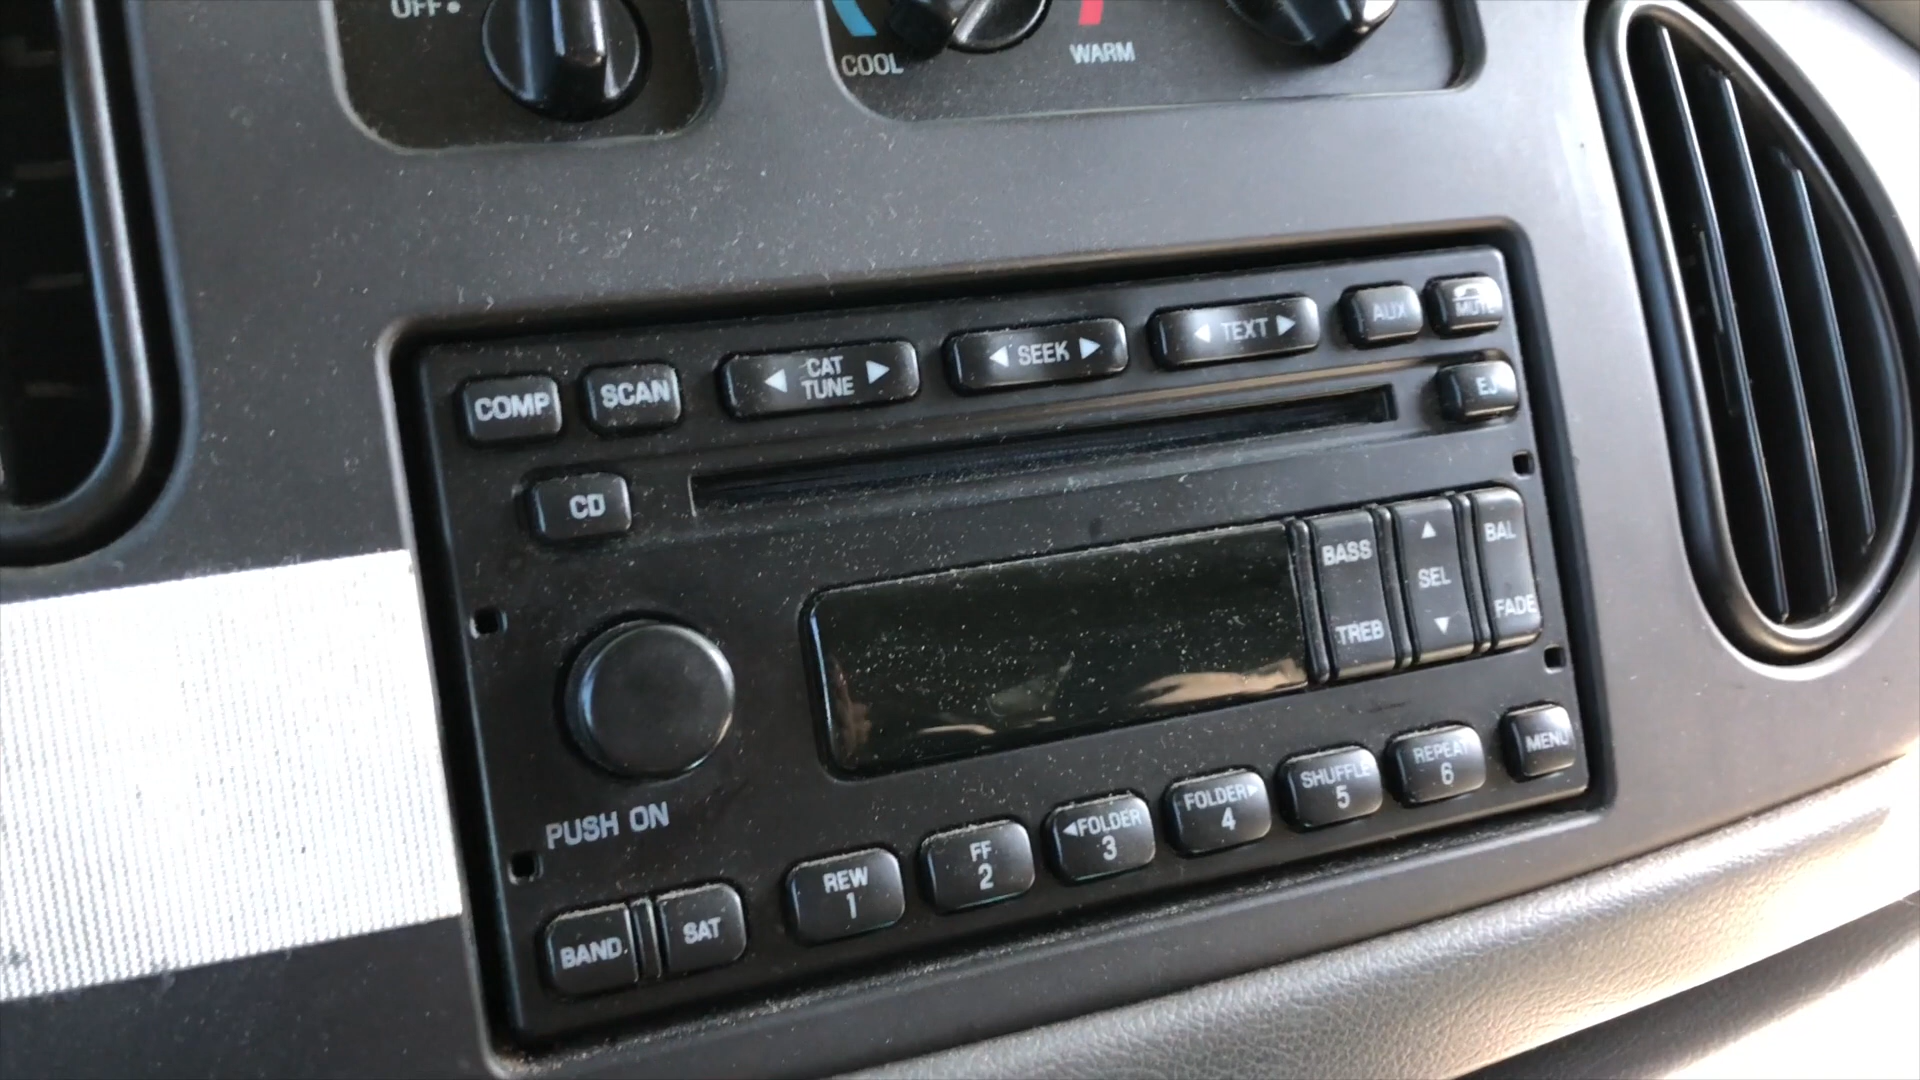 OFF
COOL
WARM
COMP
SCAN
CAT
TUNE
SEEK
TEXT
AUX
MUTE
EJ
CD
BASS
TREB
SEL
BAL
FADE
PUSH ON
BAND
SAT
REW
1
FF
2
FOLDER
3
FOLDER
4
SHUFFLE
5
REPEAT
6
MENU